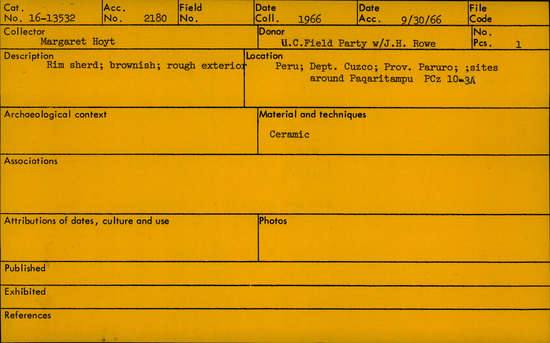 Cat. No. 16-13532 Acc. No. 2180 Field No. Date Coll. 1966 Date Acc. 9/30/66 File Code
Collector Margaret Hoyt Donor U.C.Field Party w/J.H. Rowe No. Pcs. 1
Description Rim sherd; brownish; rough exterior
Location Peru; Dept. Cuzco; Prov. Paruro; ;sites
around Paqaritampu PCz 10-3A
Archaeological context
Material and techniques
Ceramic
Associations
Attributions of dates, culture and use
Photos
Published
Exhibited
References